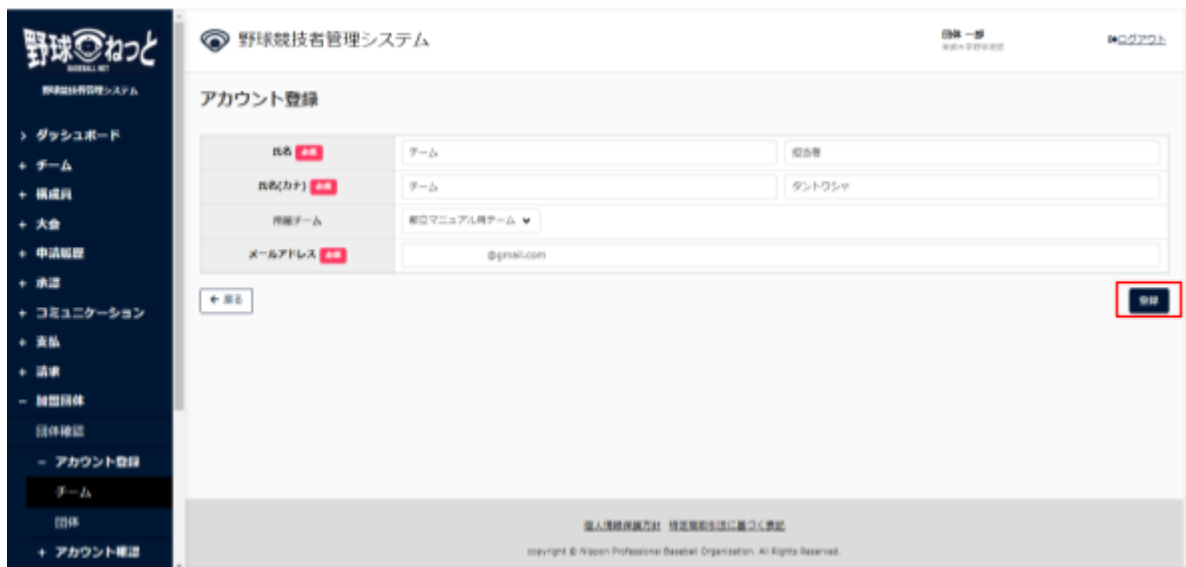 野球ねっと
BASEBALL NET
野球競技者管理システム
野球競技者管理システム
団体 一郎
ログアウト
アカウント登録
> ダッシュボード
+ チーム
+ 構成員
+ 大会
+ 申請履歴
+ 承認
+ コミュニケーション
+ 支払
+ 請求
- 加盟団体
団体確認
- アカウント登録
チーム
団体
+ アカウント確認
氏名 必須 チーム 担当者
氏名(カナ) 必須 チーム タントウシャ
所属チーム 都立マニュアル用チーム
メールアドレス 必須 @gmail.com
← 戻る
登録
個人情報保護方針 特定商取引法に基づく表記
copyright © Nippon Professional Baseball Organization. All Rights Reserved.